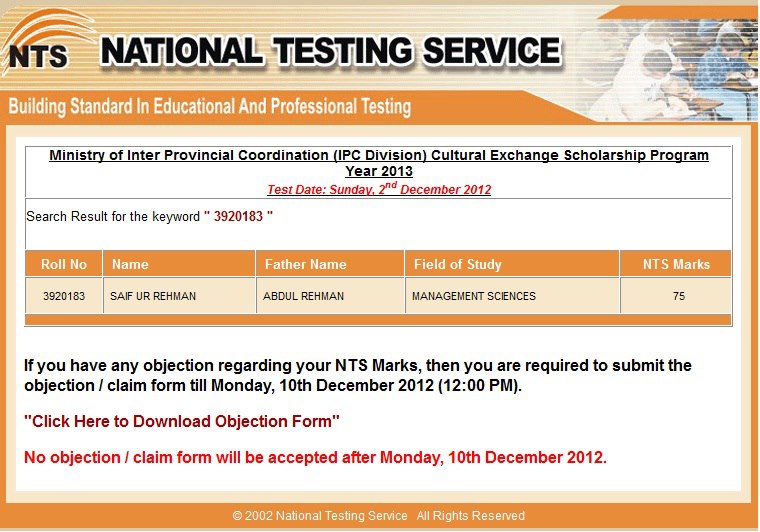 NTS NATIONAL TESTING SERVICE
Building Standard In Educational And Professional Testing
Ministry of Inter Provincial Coordination (IPC Division) Cultural Exchange Scholarship Program
Year 2013
Test Date: Sunday, 2nd December 2012
Search Result for the keyword " 3920183 "
Roll No Name Father Name Field of Study NTS Marks
3920183 SAIF UR REHMAN ABDUL REHMAN MANAGEMENT SCIENCES 75
If you have any objection regarding your NTS Marks, then you are required to submit the
objection / claim form till Monday, 10th December 2012 (12:00 PM).
"Click Here to Download Objection Form"
No objection / claim form will be accepted after Monday, 10th December 2012.
© 2002 National Testing Service All Rights Reserved